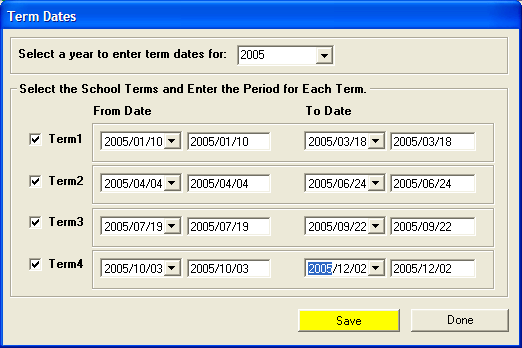 Term Dates
Select a year to enter term dates for: 2005
Select the School Terms and Enter the Period for Each Term.
From Date To Date
Term1 2005/01/10 2005/01/10 2005/03/18 2005/03/18
Term2 2005/04/04 2005/04/04 2005/06/24 2005/06/24
Term3 2005/07/19 2005/07/19 2005/09/22 2005/09/22
Term4 2005/10/03 2005/10/03 2005/12/02 2005/12/02
Save Done